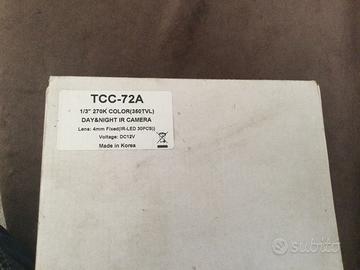 TCC-72A
1/3" 270K COLOR(350TVL)
DAY&NIGHT IR CAMERA
Lens: 4mm Fixed(IR-LED 30PCS)
Voltage: DC12V
Made in Korea
subito